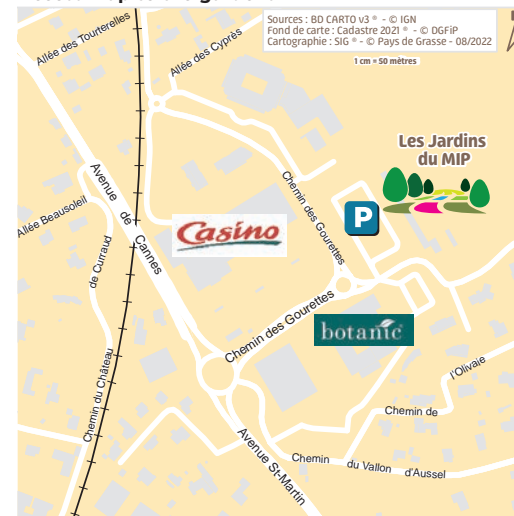 Sources : BD CARTO v3 ® - © IGN
Fond de carte : Cadastre 2021 ® - © DGFiP
Cartographie : SIG ® - © Pays de Grasse - 08/2022
1 cm = 50 mètres
Allée des Tourterelles
Allée des Cyprès
Les Jardins
du MIP
Avenue de Cannes
Chemin des Gourettes
P
Allée Beausoleil
Casino
de Curraud
Chemin des Gourettes
botanic
Chemin du Château
l'Olivaie
Chemin de
Avenue St-Martin
Chemin du Vallon d'Aussel